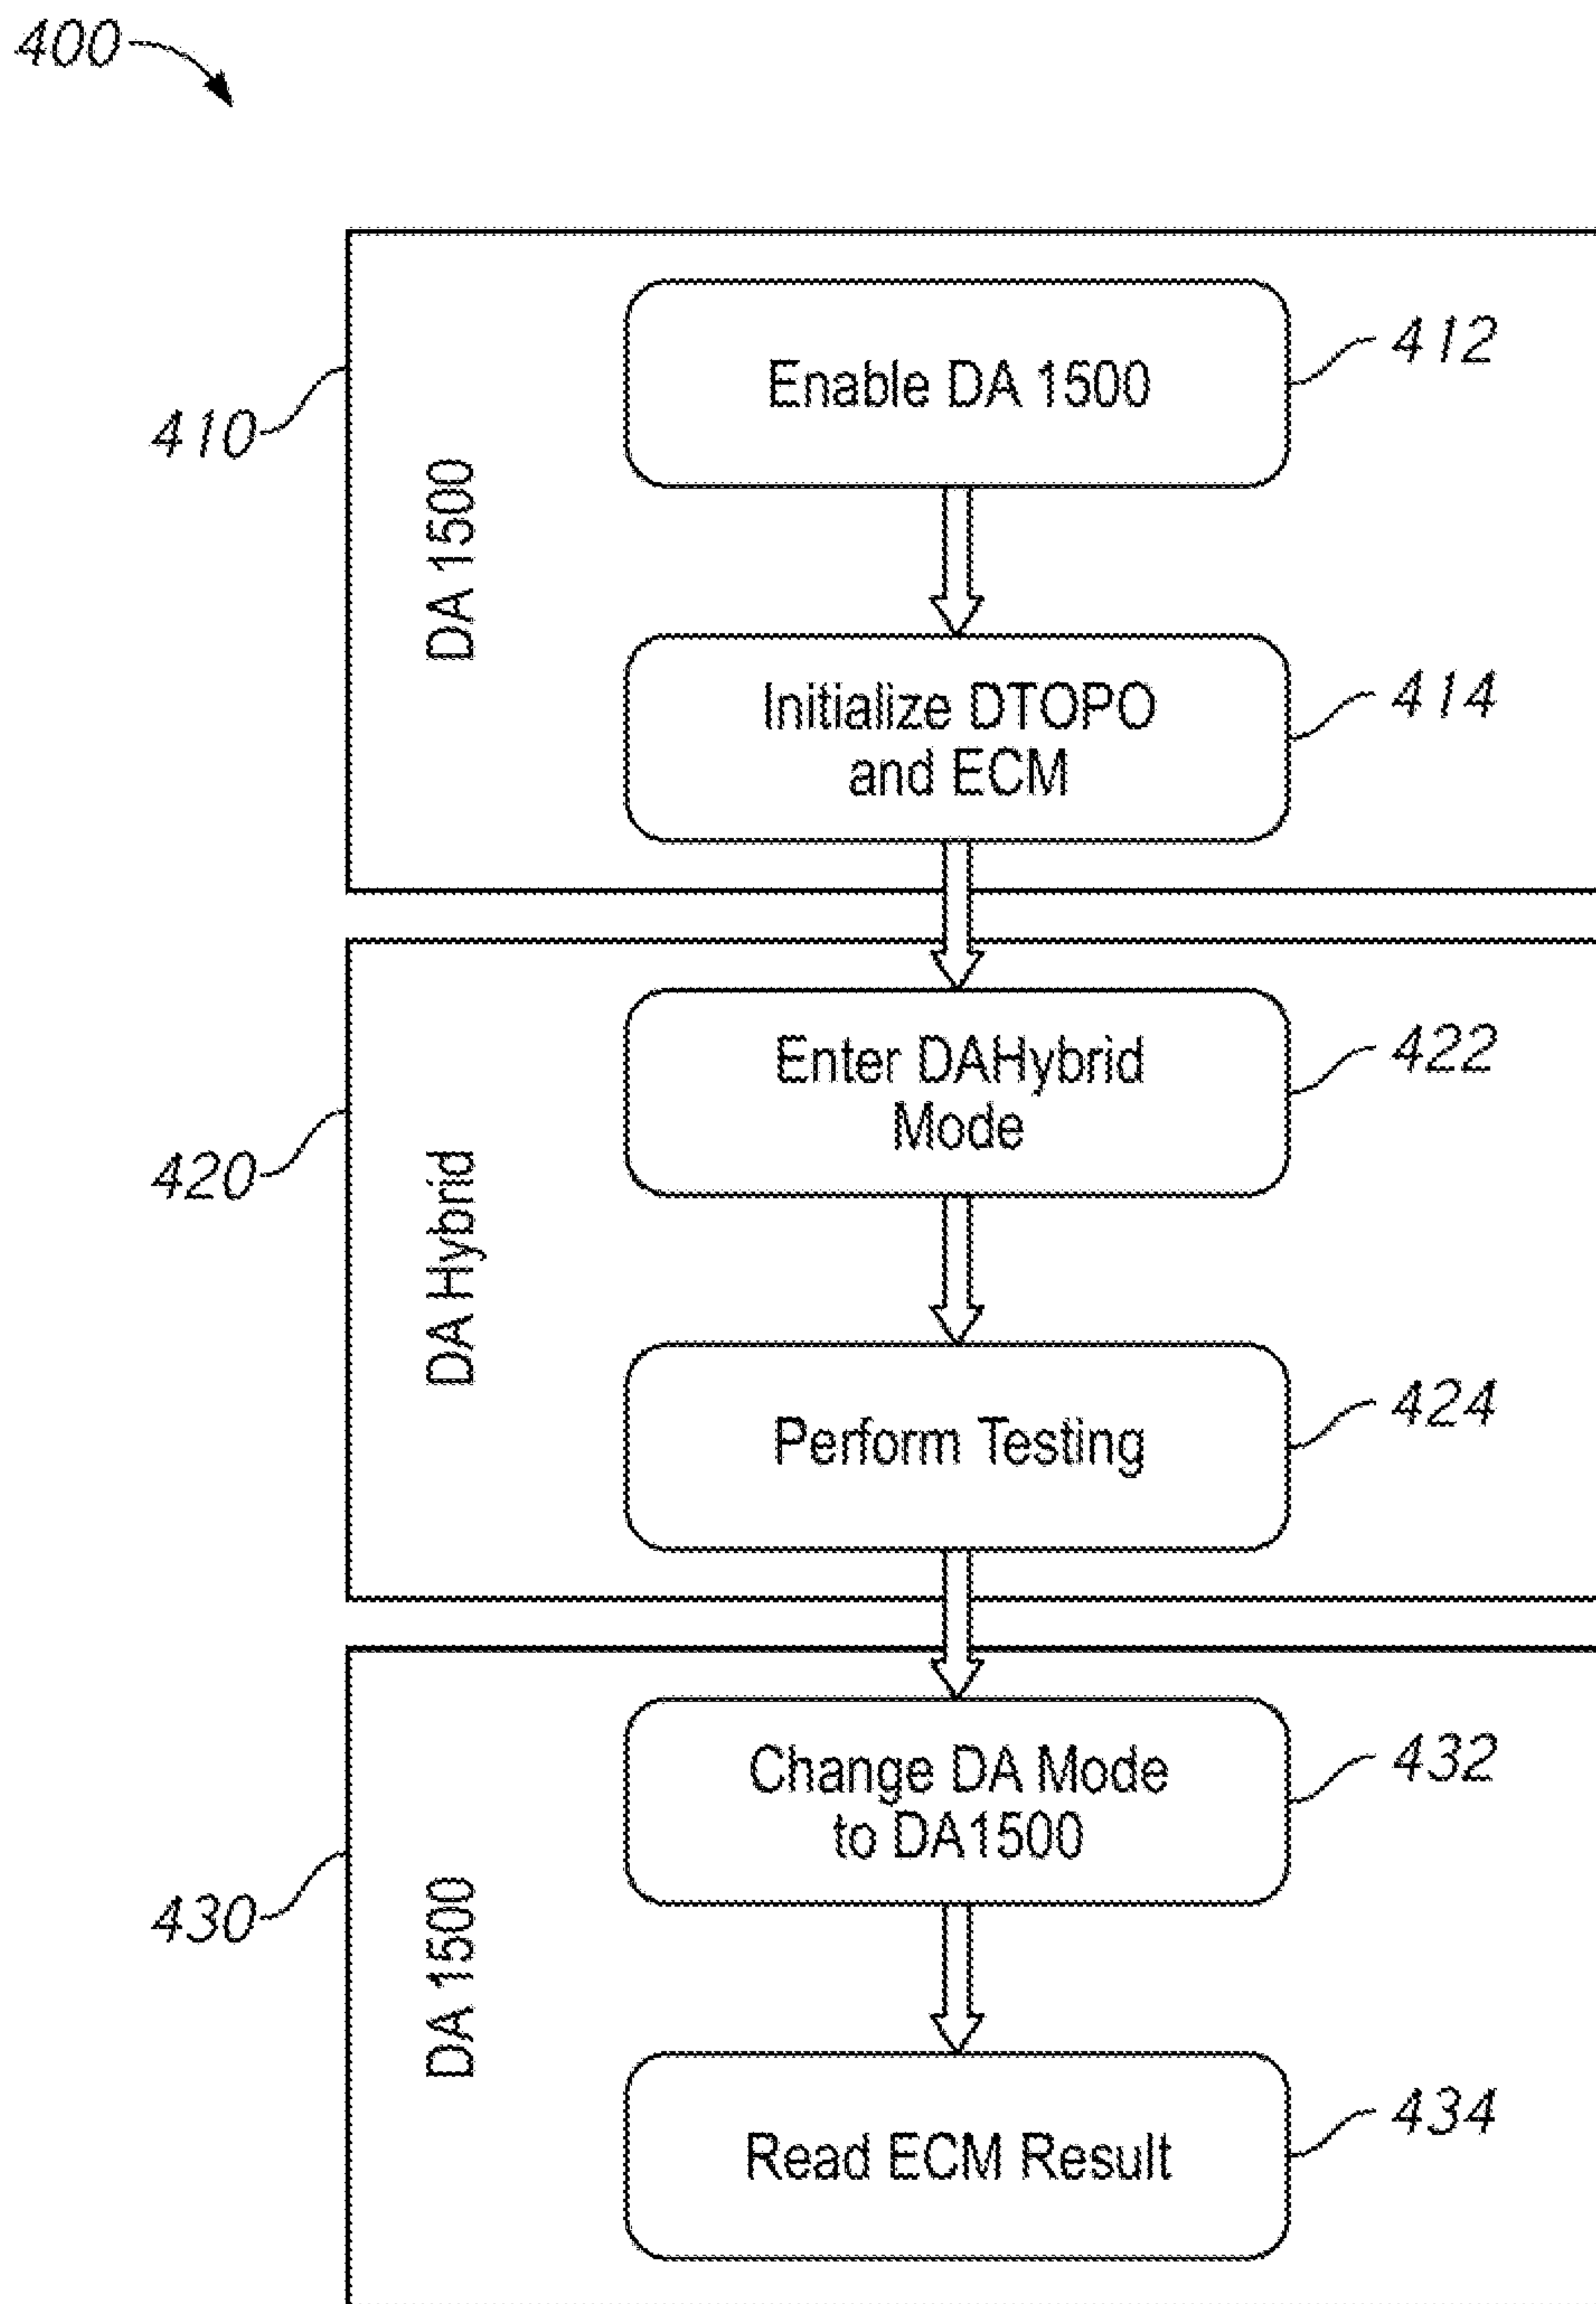 400
410
DA 1500
Enable DA 1500
412
Initialize DTOPO
and ECM
414
420
DA Hybrid
Enter DAHybrid
Mode
422
Perform Testing
424
430
DA 1500
Change DA Mode
to DA1500
432
Read ECM Result
434